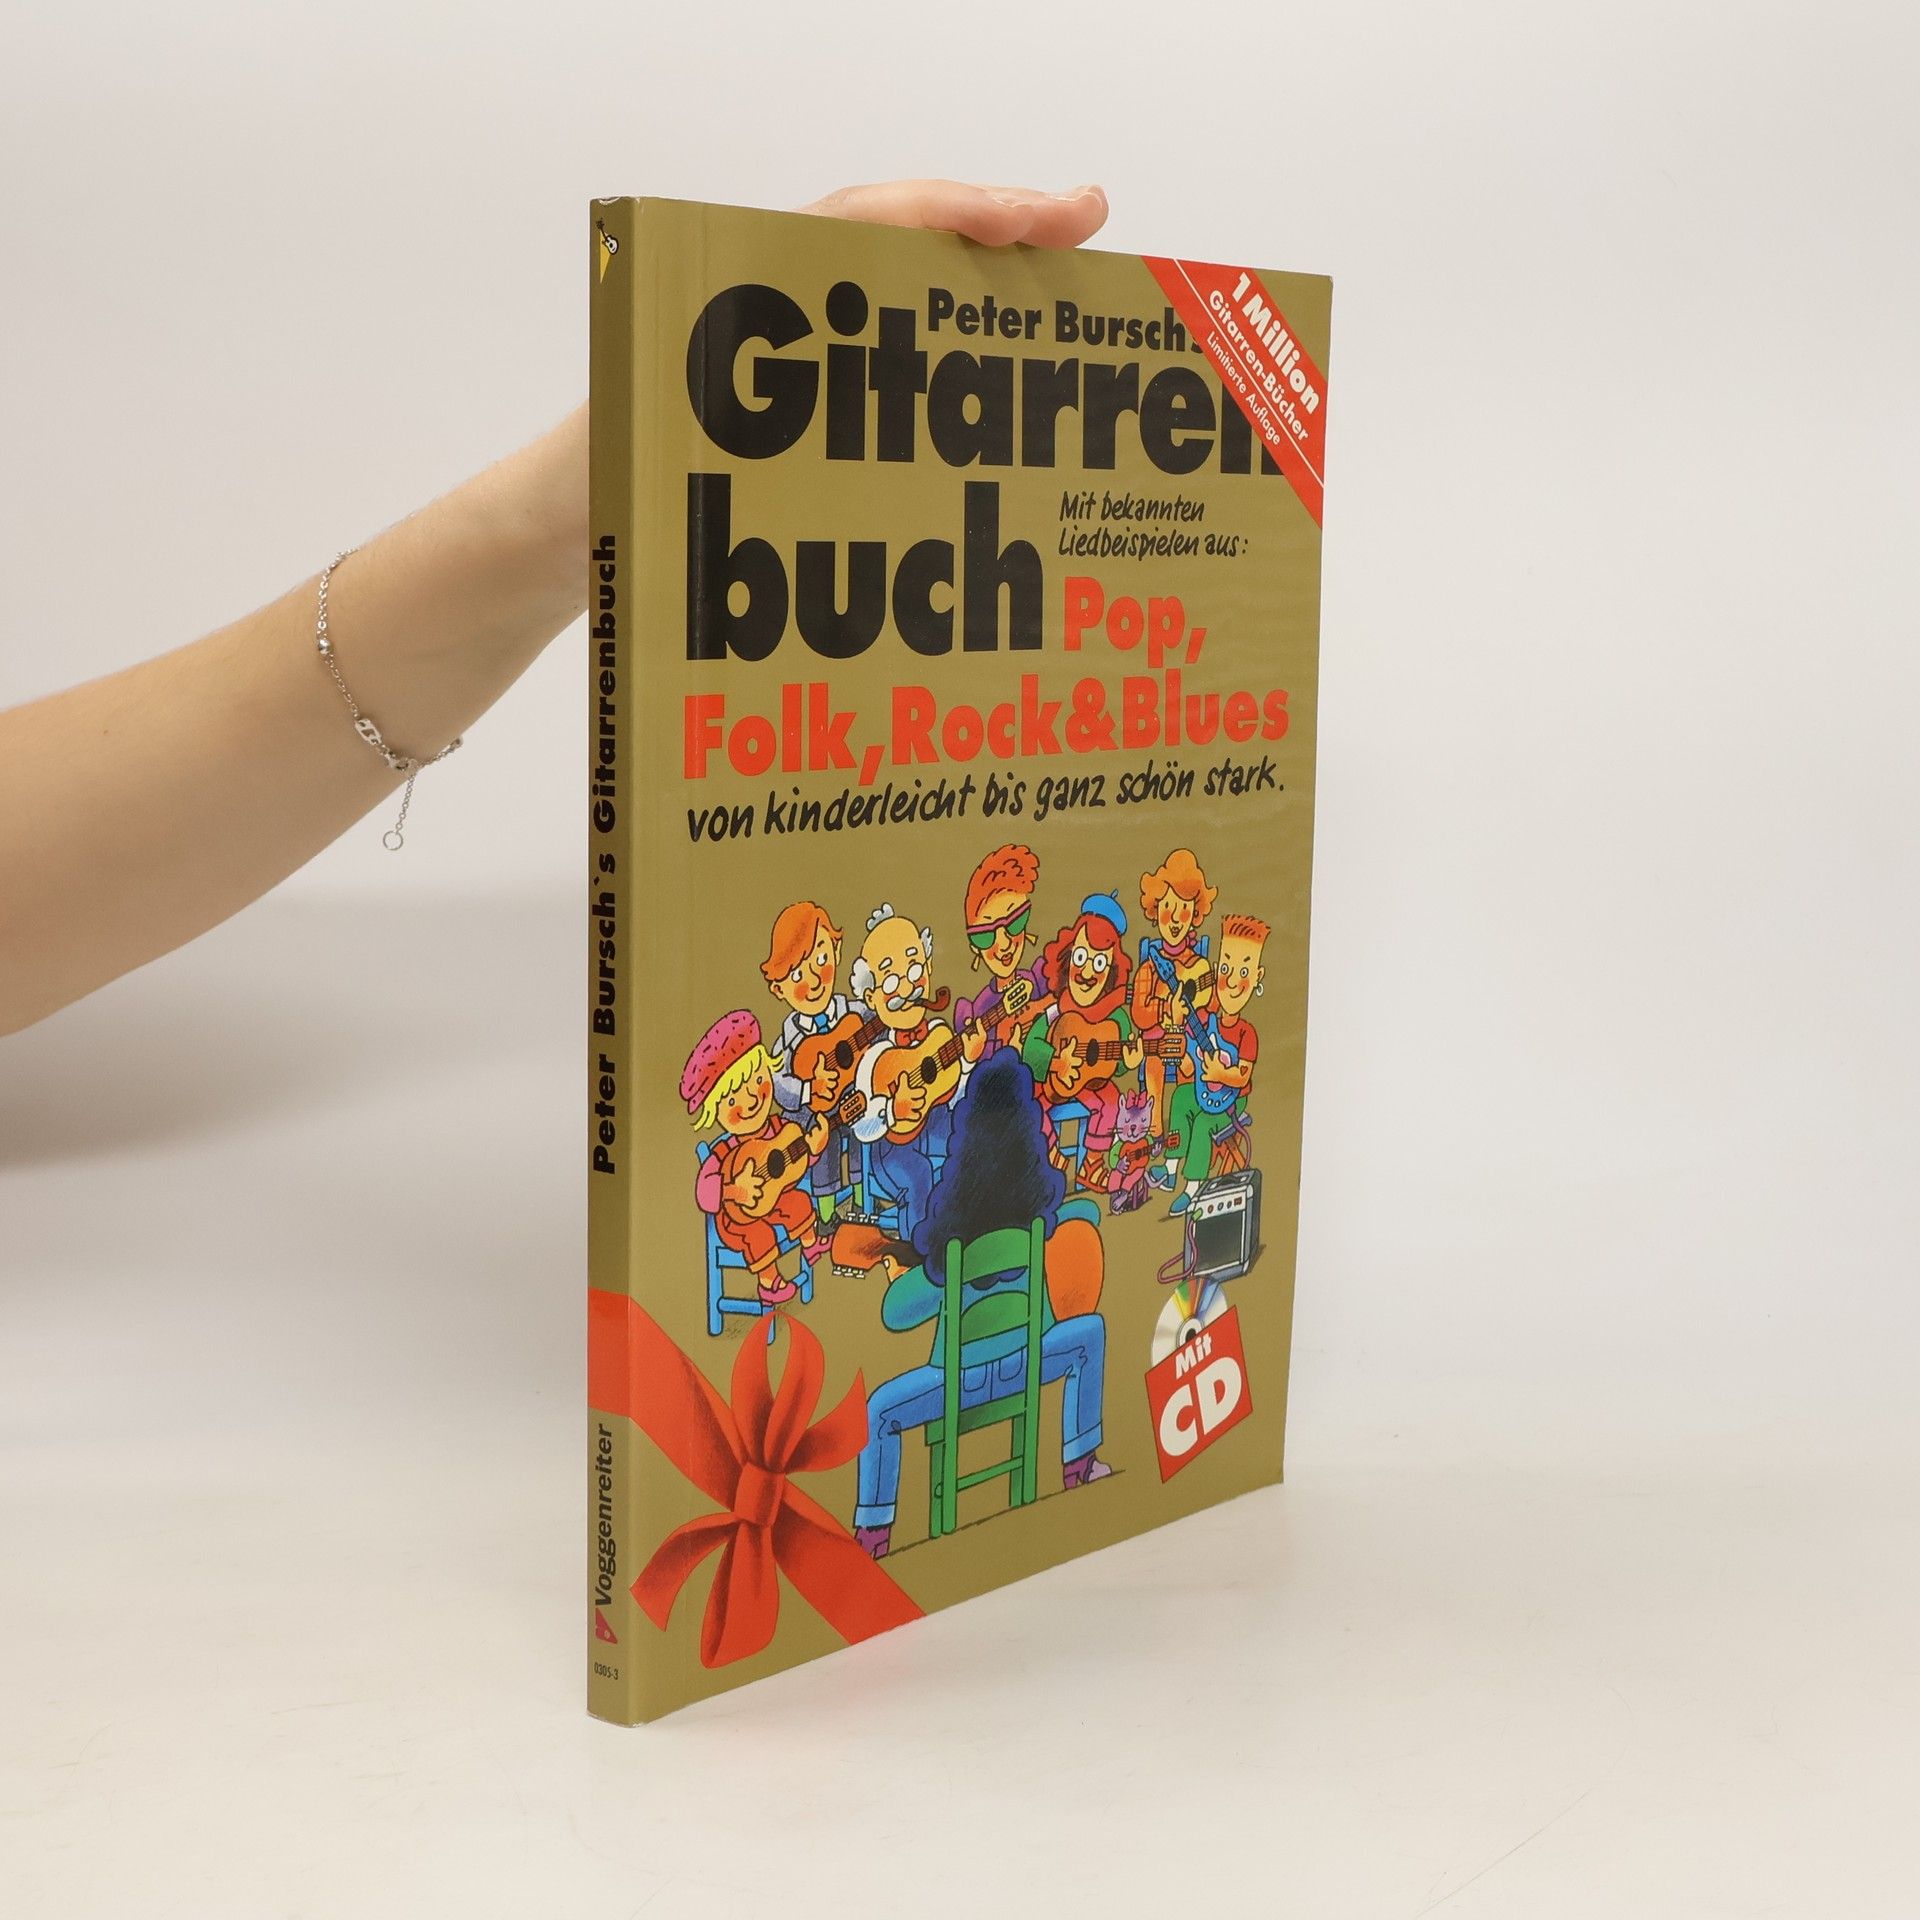 Peter Bursch's
Gitarren
buch
1 Million
Gitarren-Bücher
Limitierte Auflage
Mit bekannten
Liedbeispielen aus:
Pop,
Folk,Rock&Blues
von kinderleicht bis ganz schön stark.
Mit
CD
Peter Bursch`s Gitarrenbuch
Voggenreiter
0305-3